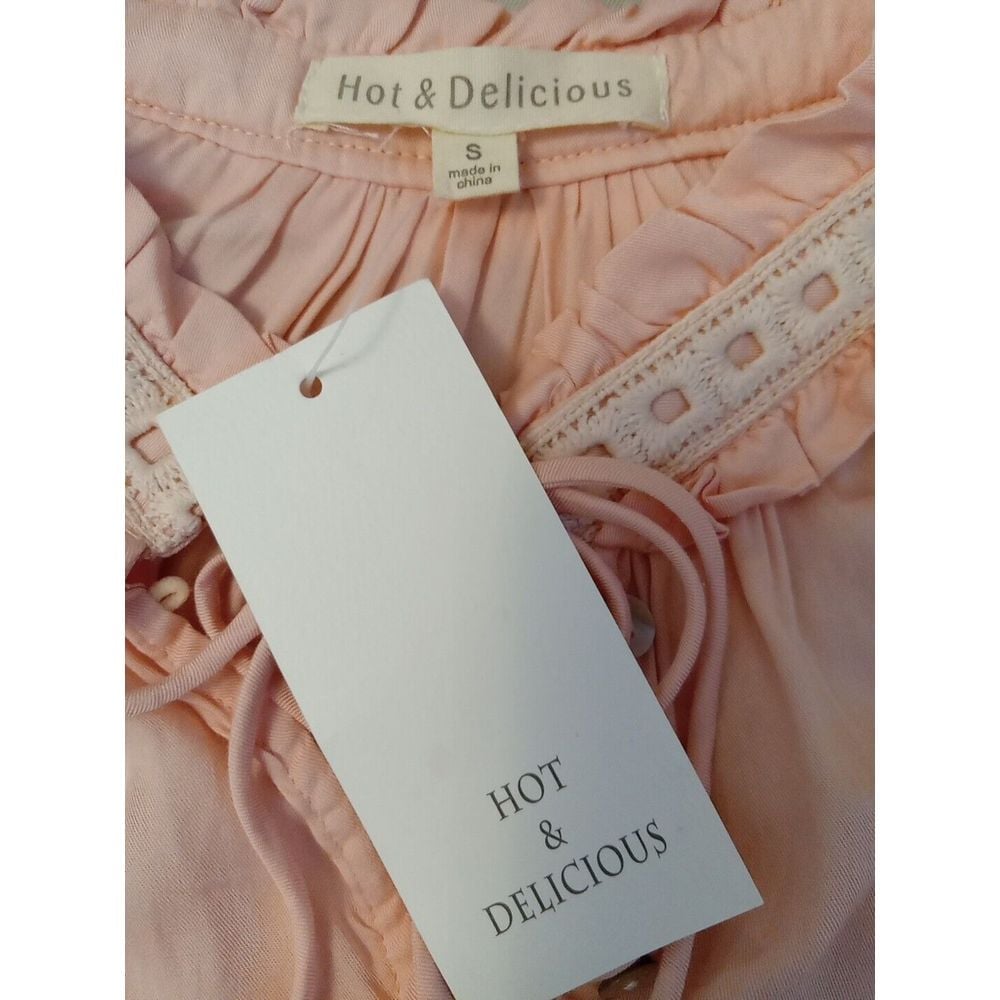 Hot & Delicious
S
made in
china
HOT
&
DELICIOUS